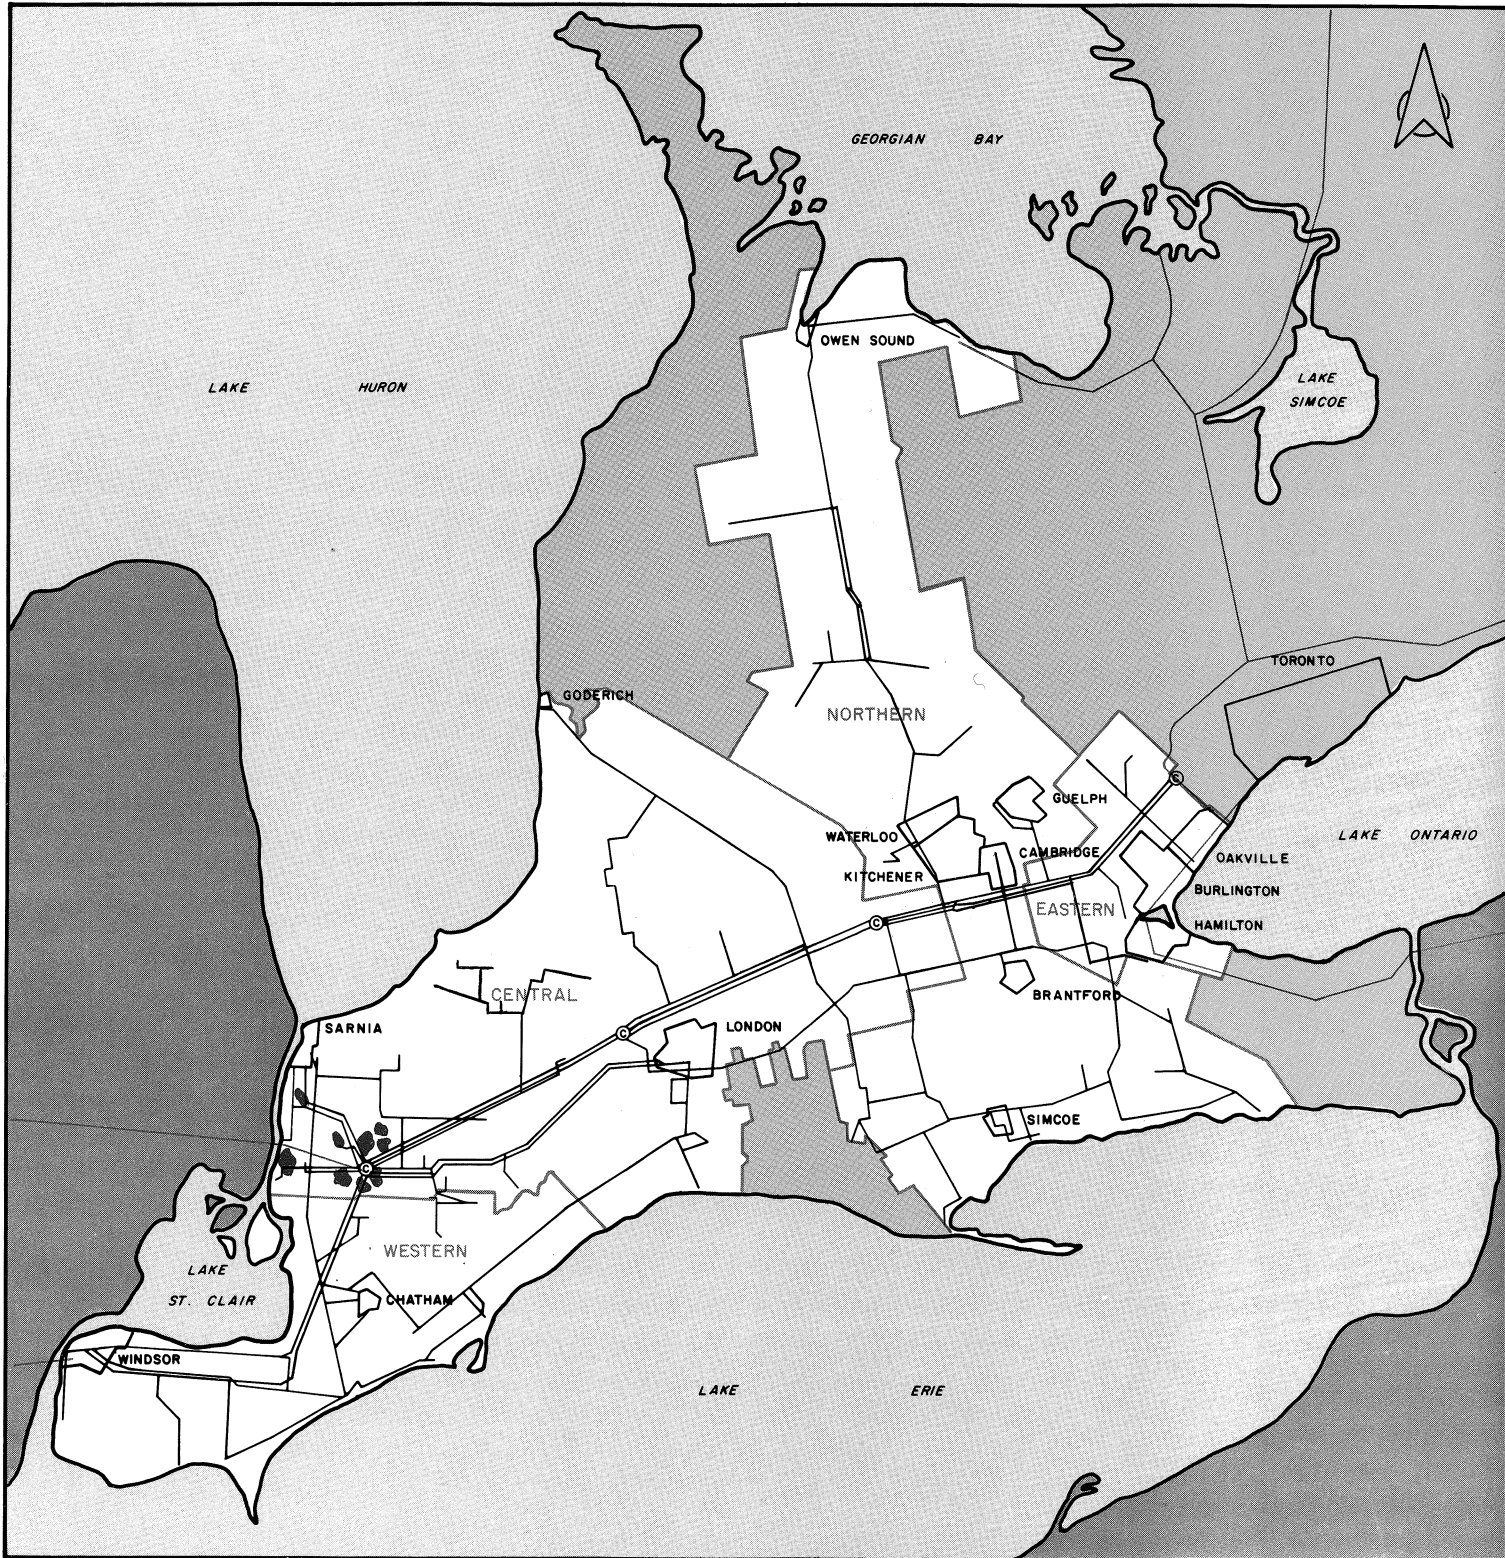 GEORGIAN BAY
OWEN SOUND
LAKE HURON
LAKE
SIMCOE
TORONTO
GODERICH
NORTHERN
C
GUELPH
WATERLOO
LAKE ONTARIO
CAMBRIDGE
OAKVILLE
KITCHENER
BURLINGTON
EASTERN
C
HAMILTON
CENTRAL
BRANTFORD
SARNIA
LONDON
C
SIMCOE
C
WESTERN
LAKE
ST. CLAIR
CHATHAM
WINDSOR
LAKE ERIE